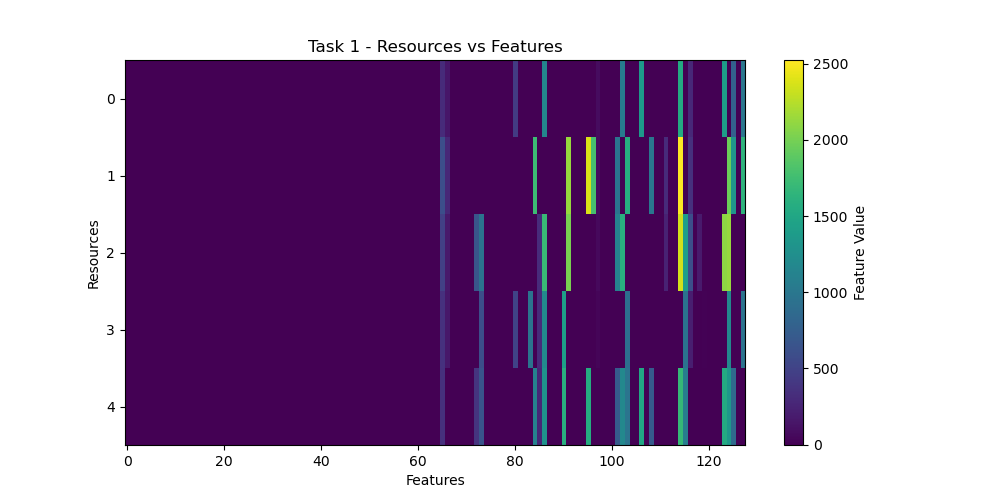 Task 1 - Resources vs Features
Resources
0
1
2
3
4
0 20 40 60 80 100 120
Features
2500
2000
1500
1000
500
0
Feature Value